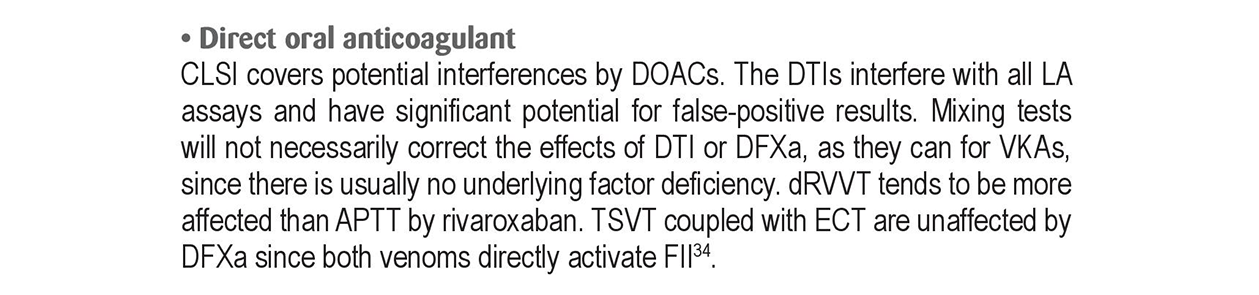 • Direct oral anticoagulant
CLSI covers potential interferences by DOACs. The DTIs interfere with all LA
assays and have significant potential for false-positive results. Mixing tests
will not necessarily correct the effects of DTI or DFXa, as they can for VKAs,
since there is usually no underlying factor deficiency. dRVVT tends to be more
affected than APTT by rivaroxaban. TSVT coupled with ECT are unaffected by
DFXa since both venoms directly activate FII³⁴.